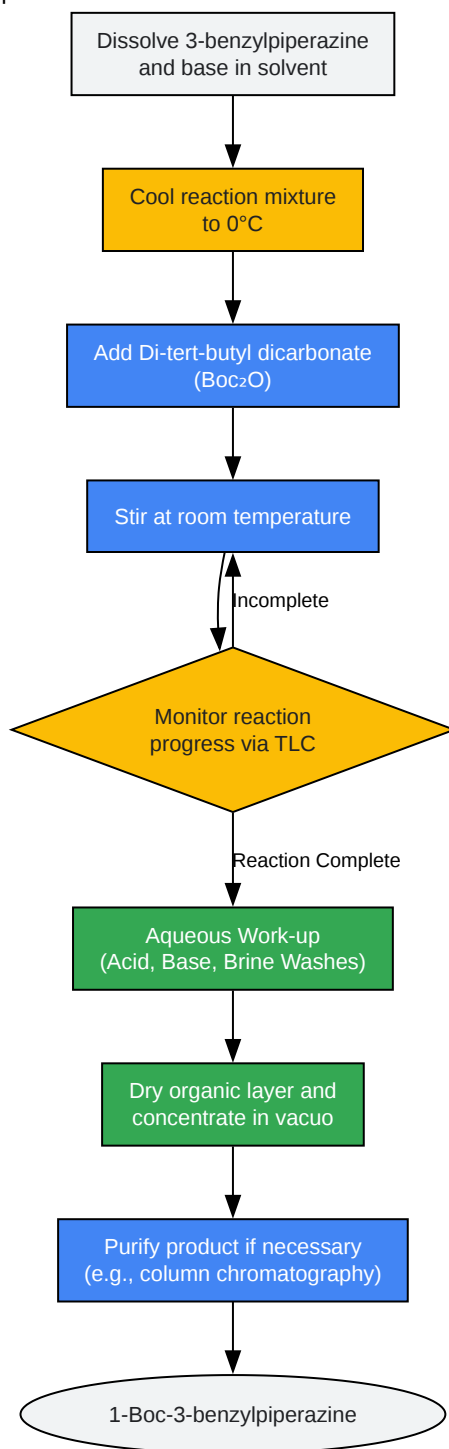 Dissolve 3-benzylpiperazine
and base in solvent
Cool reaction mixture
to 0°C
Add Di-tert-butyl dicarbonate
(Boc₂O)
Stir at room temperature
Incomplete
Monitor reaction
progress via TLC
Reaction Complete
Aqueous Work-up
(Acid, Base, Brine Washes)
Dry organic layer and
concentrate in vacuo
Purify product if necessary
(e.g., column chromatography)
1-Boc-3-benzylpiperazine